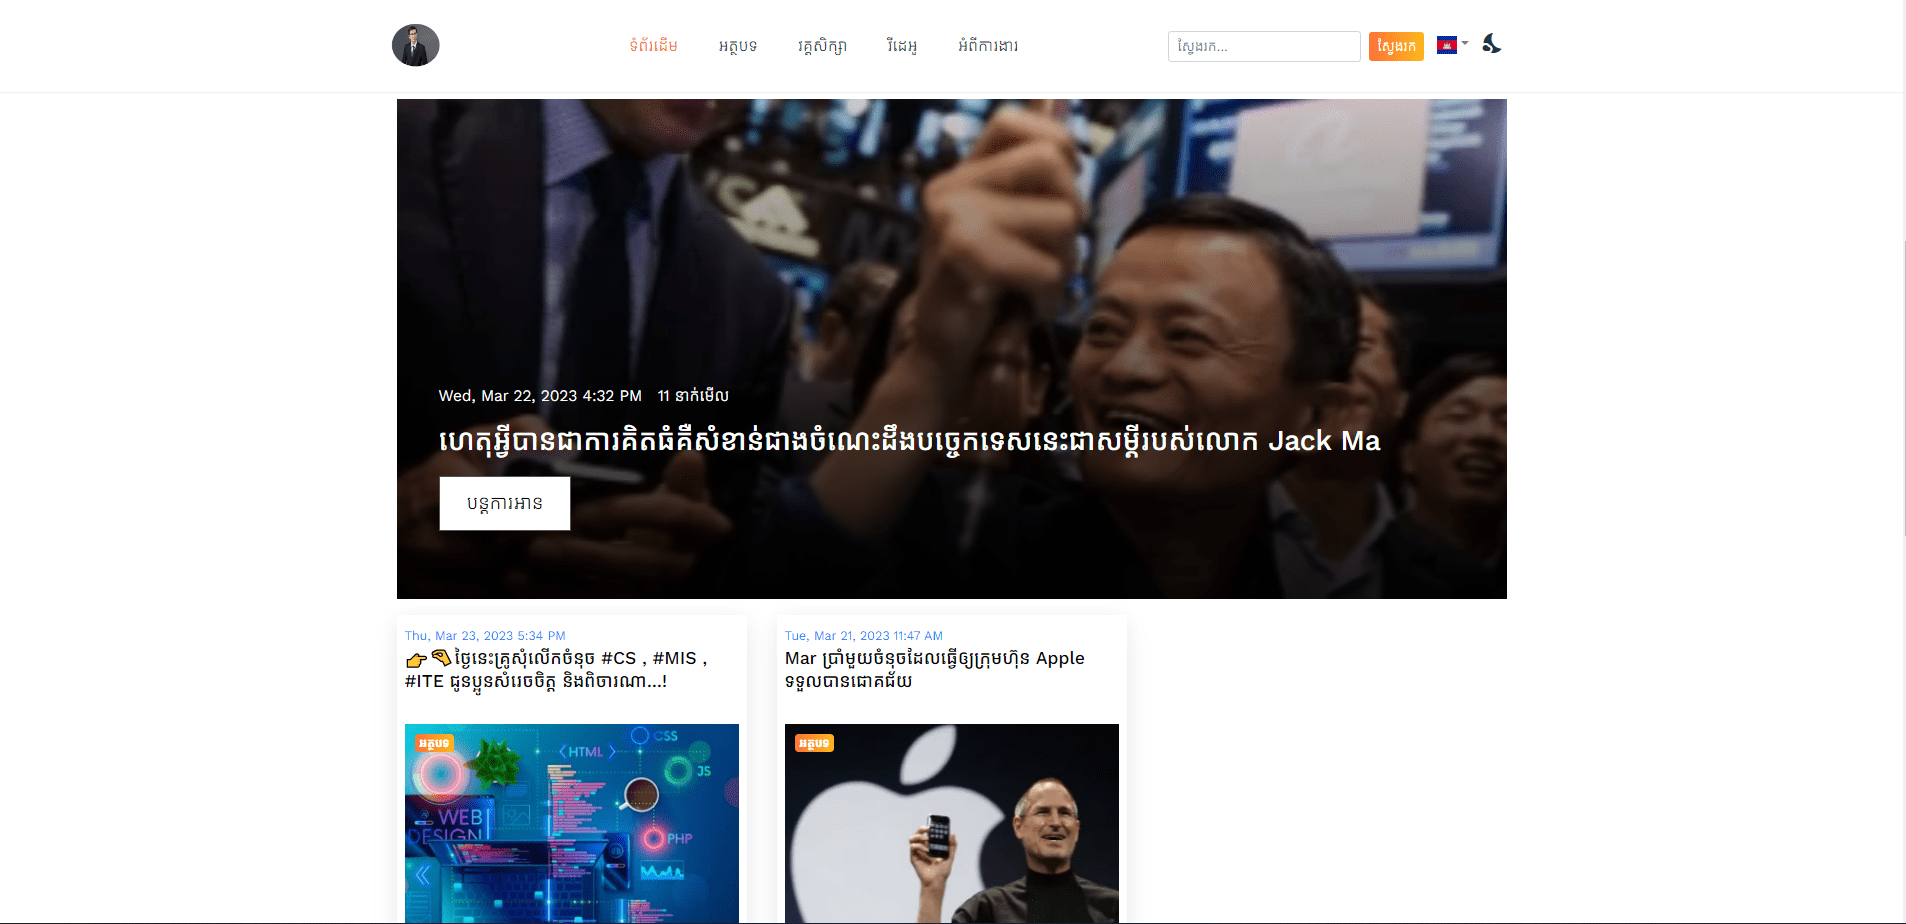 ទំព័រដើម
អត្ថបទ
វគ្គសិក្សា
វីដេអូ
អំពីការងារ
ស្វែងរក...
ស្វែងរក
Wed, Mar 22, 2023 4:32 PM 11 នាក់មើល
ហេតុអ្វីបានជាការគិតធំគឺសំខាន់ជាងចំណេះដឹងបច្ចេកទេសនេះជាសម្ដីរបស់លោក Jack Ma
បន្តការអាន
Thu, Mar 23, 2023 5:34 PM
👉👈ថ្ងៃនេះគ្រូសុំលើកចំនុច #CS , #MIS ,
#ITE ជូនប្អូនសំរេចចិត្ត និងពិចារណា...!
អត្ថបទ
HTML
CSS
JS
WEB
DESIGN
PHP
Tue, Mar 21, 2023 11:47 AM
Mar ប្រាំមួយចំនុចដែលធ្វើឲ្យក្រុមហ៊ុន Apple
ទទួលបានជោគជ័យ
អត្ថបទ